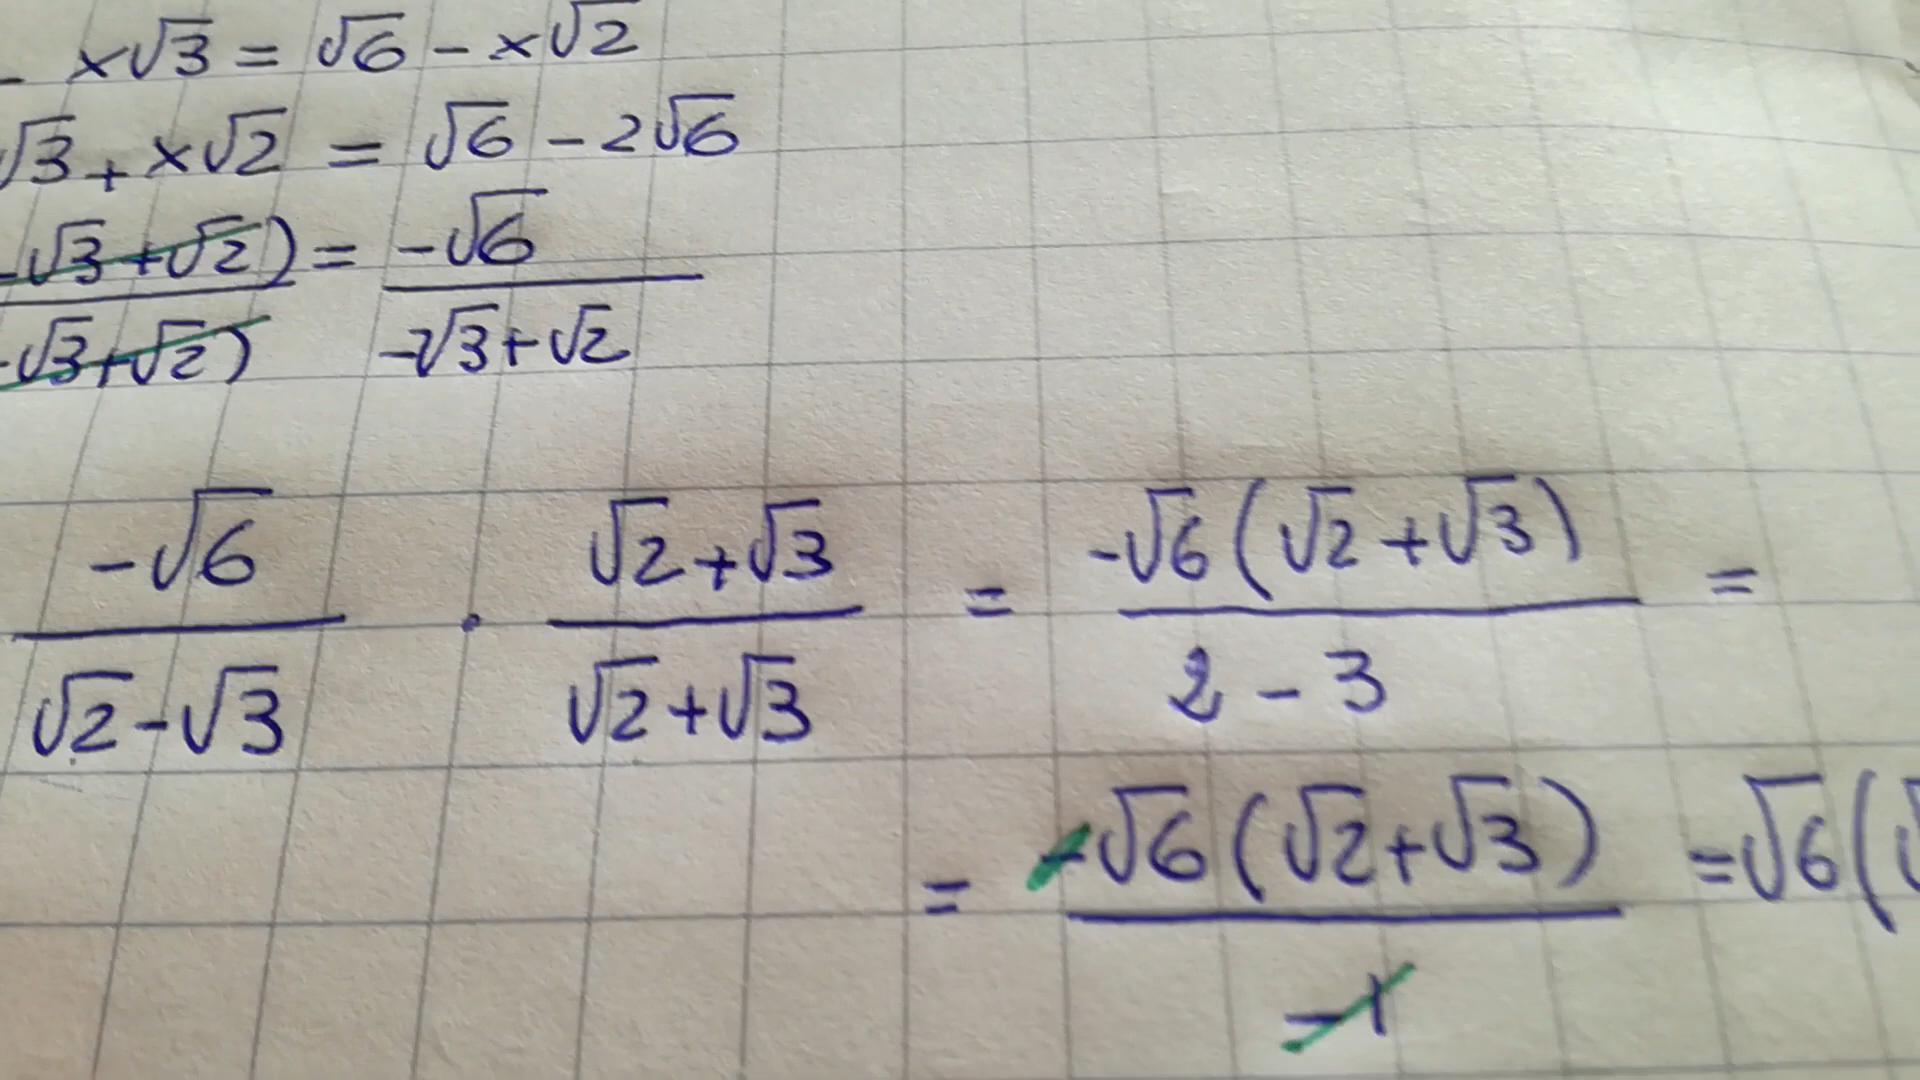 - x√3 = √6 - x√2
√3 + x√2 = √6 - 2√6
-√3+√2) = -√6
-√3+√2) -√3+√2
-√6 · √2+√3 = -√6(√2+√3) =
√2-√3 √2+√3 2-3
= -√6(√2+√3) = √6(√
-1